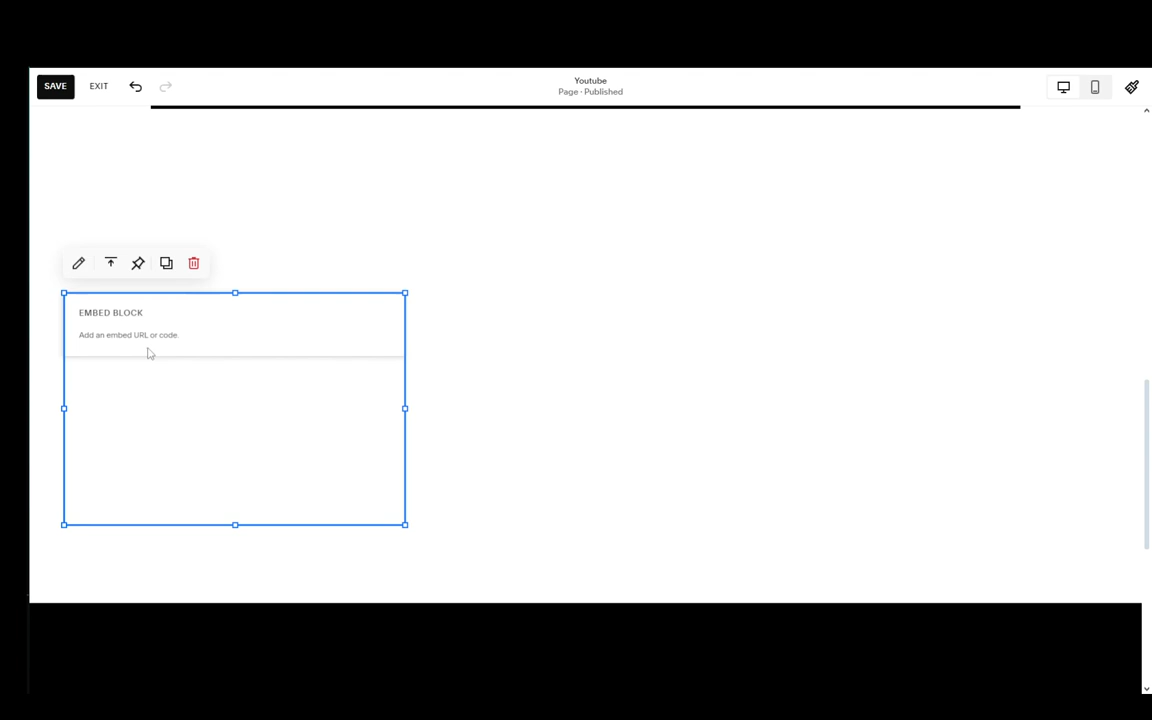 SAVE
EXIT
Youtube
Page · Published
EMBED BLOCK
Add an embed URL or code.